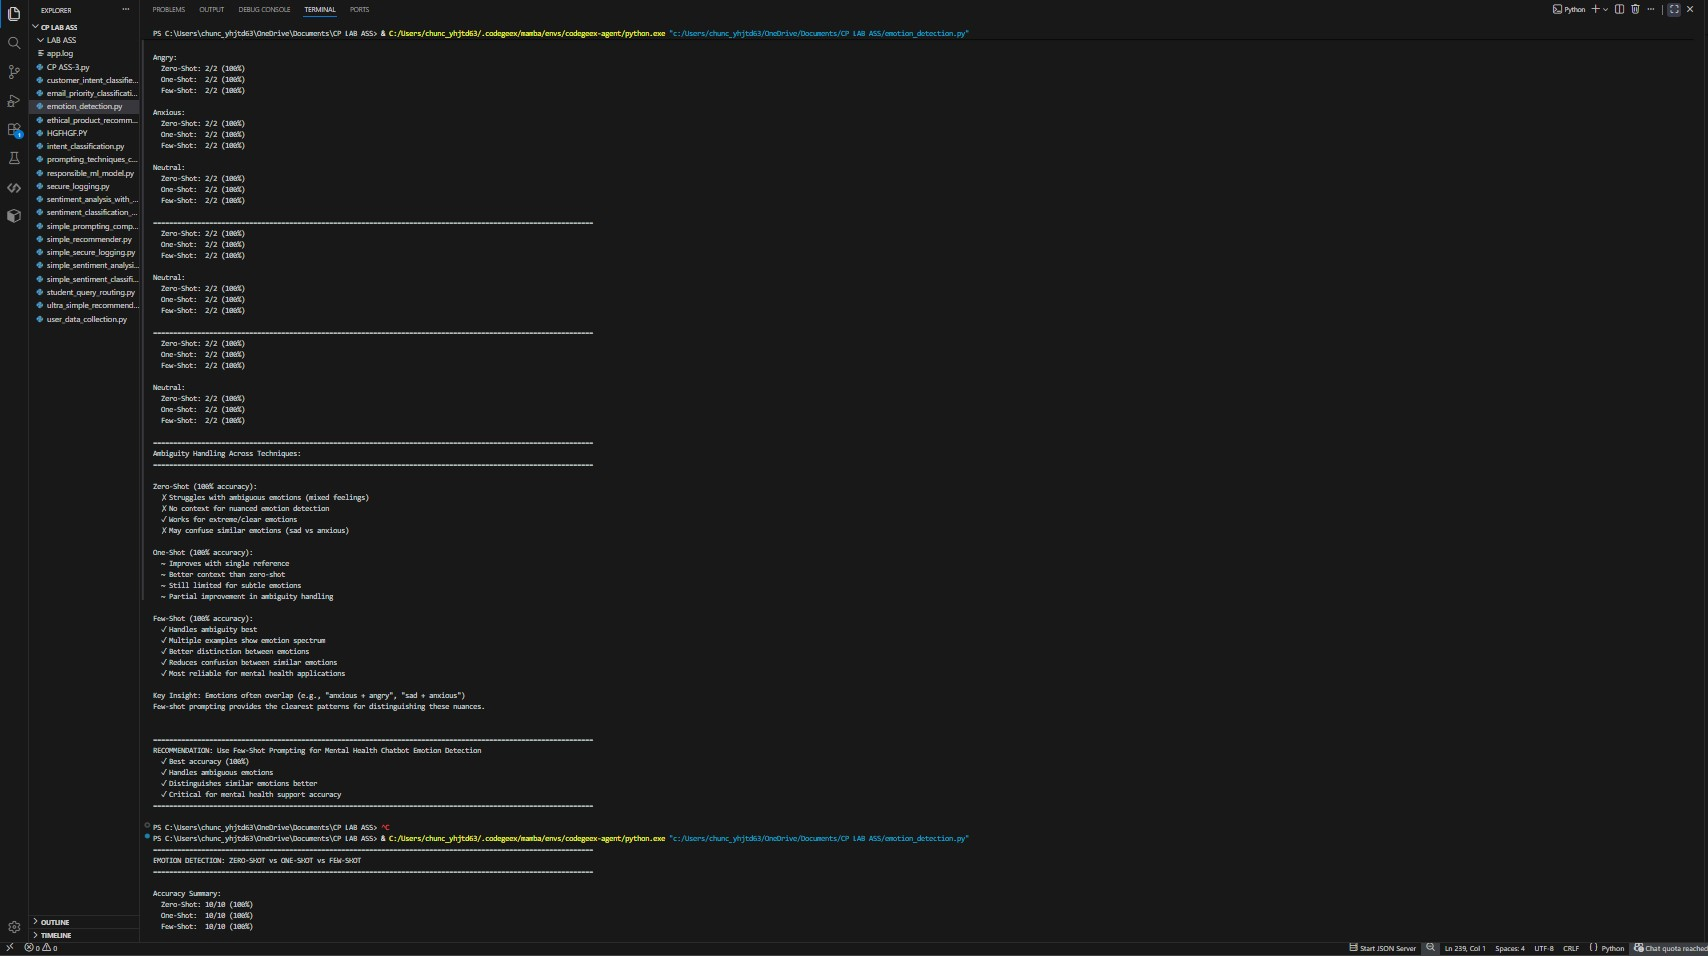 EXPLORER
···
CP LAB ASS
LAB ASS
app.log
CP ASS-3.py
customer_intent_classifie...
email_priority_classificati...
emotion_detection.py
ethical_product_recomm...
HGFHGF.PY
intent_classification.py
prompting_techniques_c...
responsible_ml_model.py
secure_logging.py
sentiment_analysis_with_...
sentiment_classification_...
simple_prompting_comp...
simple_recommender.py
simple_secure_logging.py
simple_sentiment_analysi...
simple_sentiment_classifi...
student_query_routing.py
ultra_simple_recommend...
user_data_collection.py
OUTLINE
TIMELINE
PROBLEMS OUTPUT DEBUG CONSOLE TERMINAL PORTS
Python
PS C:\Users\chunc_yhjtd63\OneDrive\Documents\CP LAB ASS> & C:/Users/chunc_yhjtd63/.codegeex/mamba/envs/codegeex-agent/python.exe "c:/Users/chunc_yhjtd63/OneDrive/Documents/CP LAB ASS/emotion_detection.py"
Angry:
Zero-Shot: 2/2 (100%)
One-Shot:  2/2 (100%)
Few-Shot:  2/2 (100%)
Anxious:
Zero-Shot: 2/2 (100%)
One-Shot:  2/2 (100%)
Few-Shot:  2/2 (100%)
Neutral:
Zero-Shot: 2/2 (100%)
One-Shot:  2/2 (100%)
Few-Shot:  2/2 (100%)
Zero-Shot: 2/2 (100%)
One-Shot:  2/2 (100%)
Few-Shot:  2/2 (100%)
Neutral:
Zero-Shot: 2/2 (100%)
One-Shot:  2/2 (100%)
Few-Shot:  2/2 (100%)
Zero-Shot: 2/2 (100%)
One-Shot:  2/2 (100%)
Few-Shot:  2/2 (100%)
Neutral:
Zero-Shot: 2/2 (100%)
One-Shot:  2/2 (100%)
Few-Shot:  2/2 (100%)
Ambiguity Handling Across Techniques:
Zero-Shot (100% accuracy):
✗ Struggles with ambiguous emotions (mixed feelings)
✗ No context for nuanced emotion detection
✓ Works for extreme/clear emotions
✗ May confuse similar emotions (sad vs anxious)
One-Shot (100% accuracy):
~ Improves with single reference
~ Better context than zero-shot
~ Still limited for subtle emotions
~ Partial improvement in ambiguity handling
Few-Shot (100% accuracy):
✓ Handles ambiguity best
✓ Multiple examples show emotion spectrum
✓ Better distinction between emotions
✓ Reduces confusion between similar emotions
✓ Most reliable for mental health applications
Key Insight: Emotions often overlap (e.g., "anxious + angry", "sad + anxious")
Few-shot prompting provides the clearest patterns for distinguishing these nuances.
RECOMMENDATION: Use Few-Shot Prompting for Mental Health Chatbot Emotion Detection
✓ Best accuracy (100%)
✓ Handles ambiguous emotions
✓ Distinguishes similar emotions better
✓ Critical for mental health support accuracy
PS C:\Users\chunc_yhjtd63\OneDrive\Documents\CP LAB ASS> ^C
PS C:\Users\chunc_yhjtd63\OneDrive\Documents\CP LAB ASS> & C:/Users/chunc_yhjtd63/.codegeex/mamba/envs/codegeex-agent/python.exe "c:/Users/chunc_yhjtd63/OneDrive/Documents/CP LAB ASS/emotion_detection.py"
EMOTION DETECTION: ZERO-SHOT vs ONE-SHOT vs FEW-SHOT
Accuracy Summary:
Zero-Shot: 10/10 (100%)
One-Shot:  10/10 (100%)
Few-Shot:  10/10 (100%)
0 0 Start JSON Server Ln 239, Col 1 Spaces: 4 UTF-8 CRLF { } Python Chat quota reached